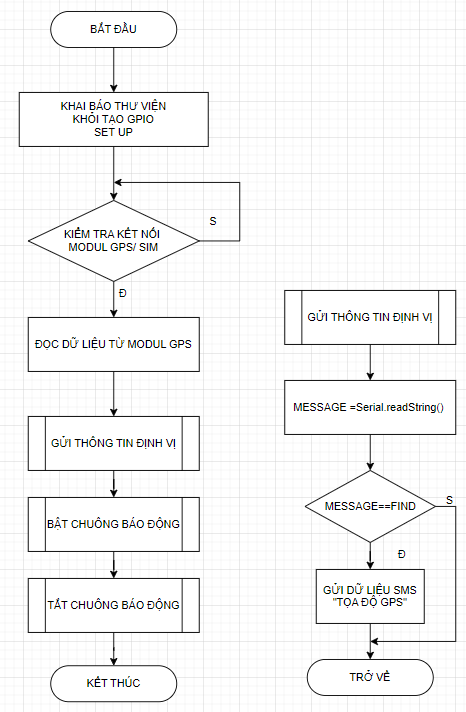 BẮT ĐẦU
KHAI BÁO THƯ VIỆN
KHỞI TẠO GPIO
SET UP
S
KIỂM TRA KẾT NỐI
MODUL GPS/ SIM
Đ
ĐỌC DỮ LIỆU TỪ MODUL GPS
GỬI THÔNG TIN ĐỊNH VỊ
BẬT CHUÔNG BÁO ĐỘNG
TẮT CHUÔNG BÁO ĐỘNG
KẾT THÚC
GỬI THÔNG TIN ĐỊNH VỊ
MESSAGE =Serial.readString()
S
MESSAGE==FIND
Đ
GỬI DỮ LIỆU SMS
"TỌA ĐỘ GPS"
TRỞ VỀ